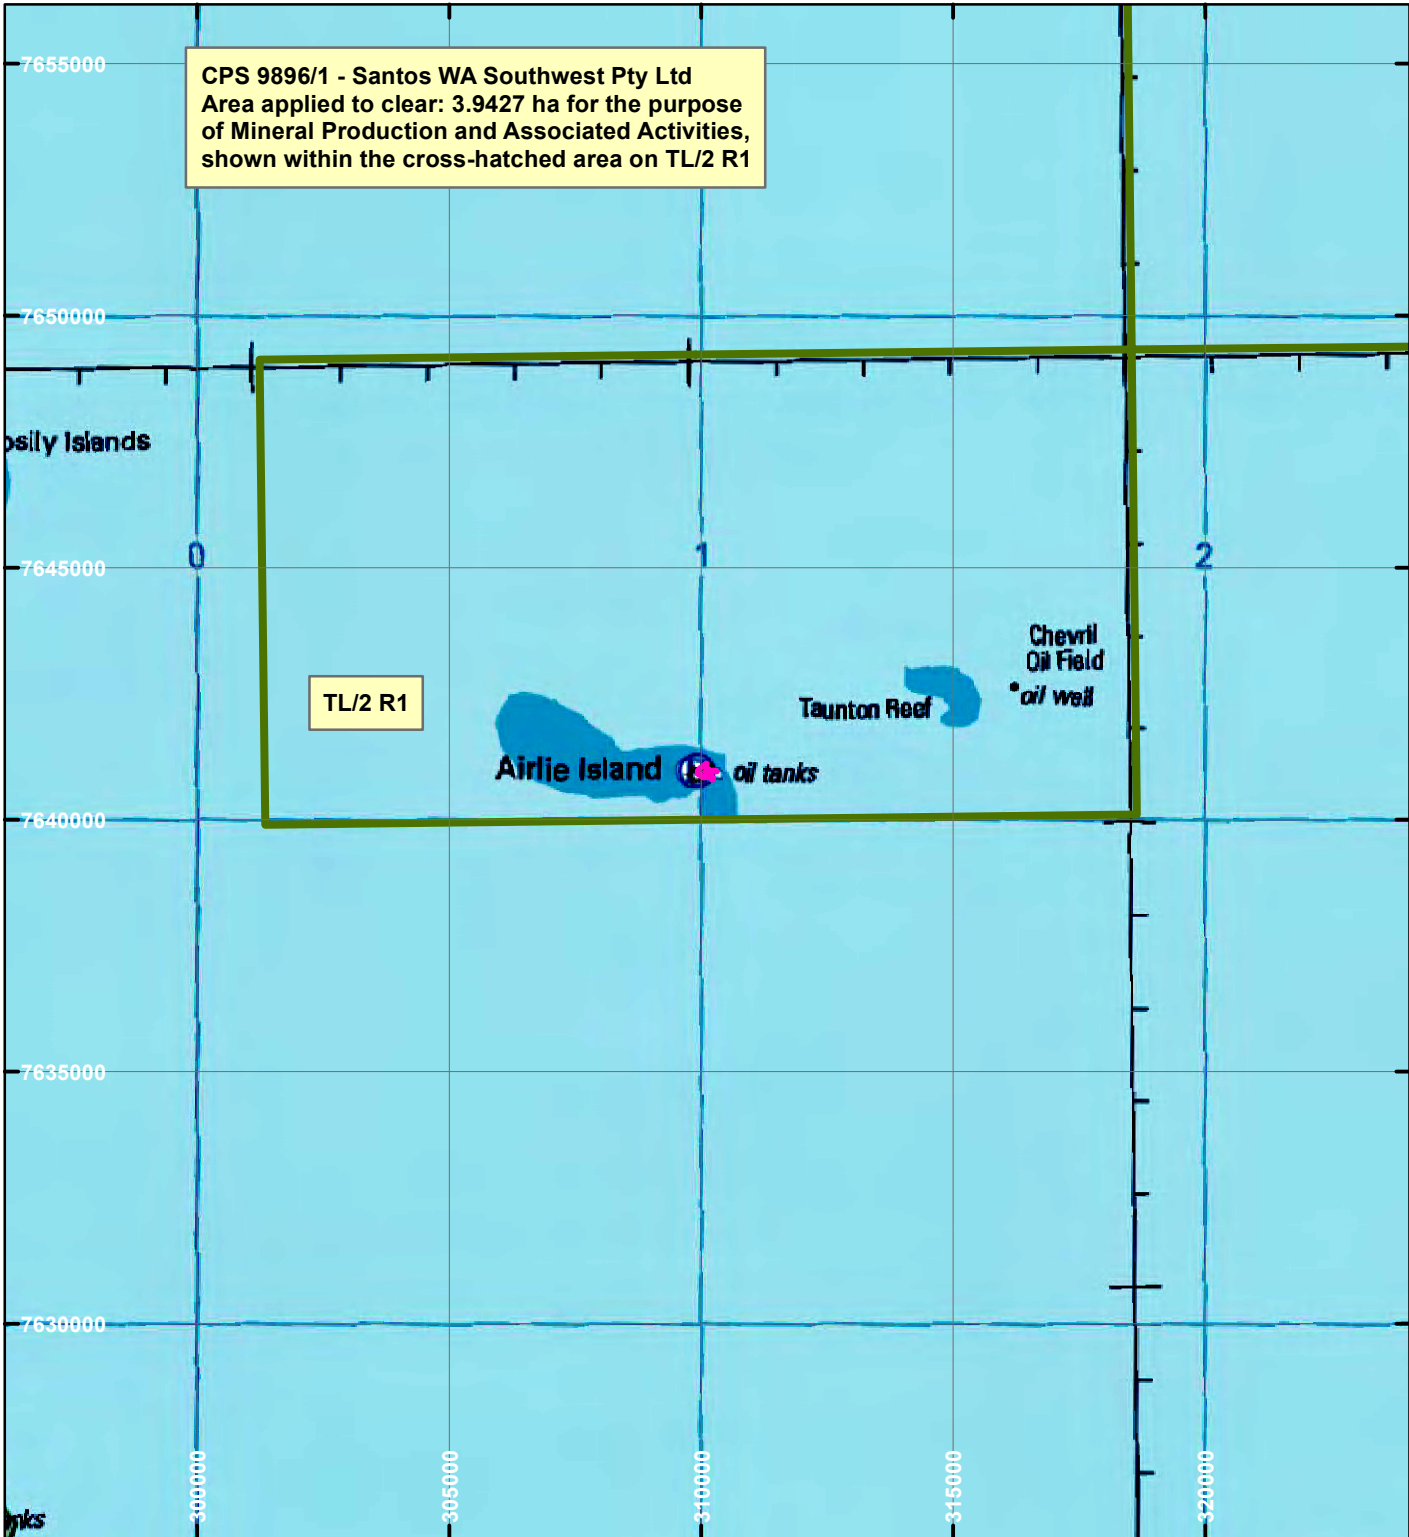 7655000
CPS 9896/1 - Santos WA Southwest Pty Ltd
Area applied to clear: 3.9427 ha for the purpose
of Mineral Production and Associated Activities,
shown within the cross-hatched area on TL/2 R1
7650000
osily Islands
0
1
2
7645000
Chevril
Oil Field
oil well
TL/2 R1
Taunton Reef
Airlie Island
oil tanks
7640000
7635000
7630000
300000
305000
310000
315000
320000
nks